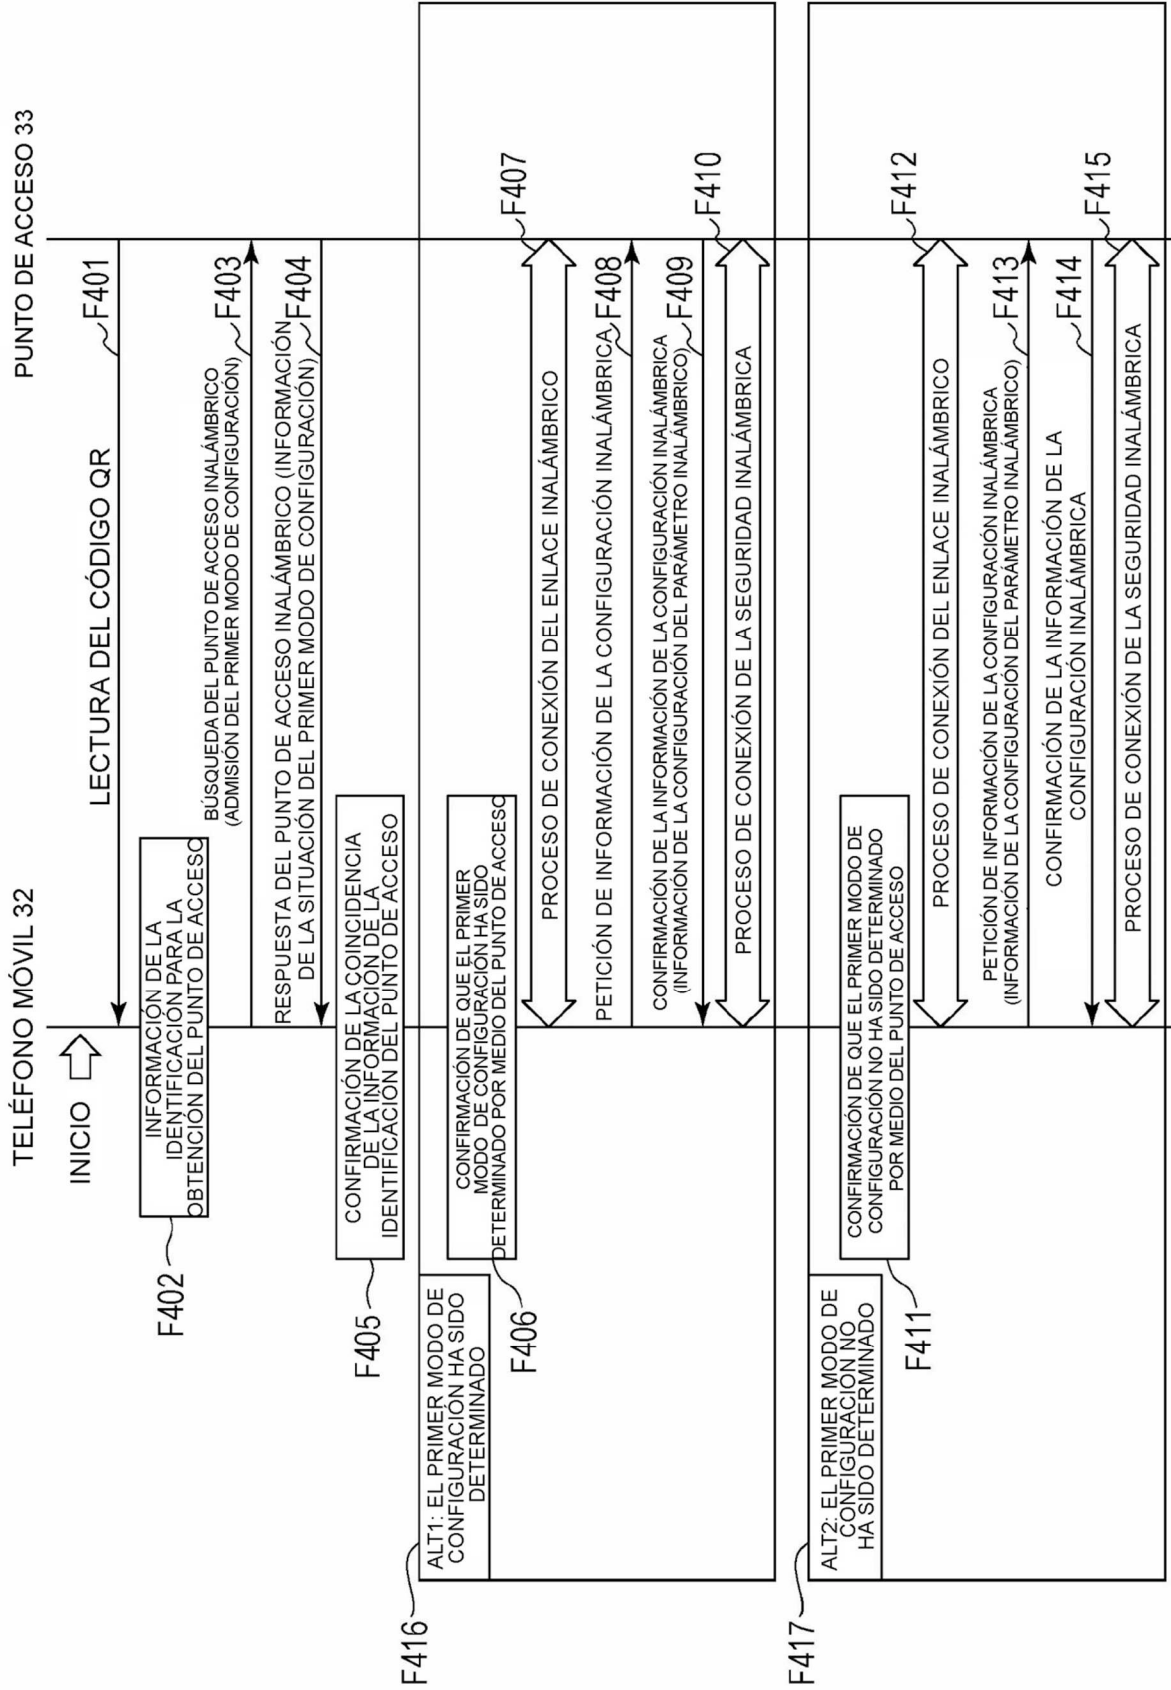 TELÉFONO MÓVIL 32
PUNTO DE ACCESO 33
INICIO
LECTURA DEL CÓDIGO QR
F401
INFORMACIÓN DE LA
IDENTIFICACIÓN PARA LA
OBTENCIÓN DEL PUNTO DE ACCESO
F402
BÚSQUEDA DEL PUNTO DE ACCESO INALÁMBRICO
(ADMISIÓN DEL PRIMER MODO DE CONFIGURACIÓN)
F403
RESPUESTA DEL PUNTO DE ACCESO INALÁMBRICO (INFORMACIÓN
DE LA SITUACIÓN DEL PRIMER MODO DE CONFIGURACIÓN)
F404
CONFIRMACIÓN DE LA COINCIDENCIA
DE LA INFORMACIÓN DE LA
IDENTIFICACIÓN DEL PUNTO DE ACCESO
F405
ALT1: EL PRIMER MODO DE
CONFIGURACIÓN HA SIDO
DETERMINADO
F416
CONFIRMACIÓN DE QUE EL PRIMER
MODO DE CONFIGURACIÓN HA SIDO
DETERMINADO POR MEDIO DEL PUNTO DE ACCESO
F406
F407
PROCESO DE CONEXIÓN DEL ENLACE INALÁMBRICO
PETICIÓN DE INFORMACIÓN DE LA CONFIGURACIÓN INALÁMBRICA
F408
CONFIRMACIÓN DE LA INFORMACIÓN DE LA CONFIGURACIÓN INALÁMBRICA
(INFORMACIÓN DE LA CONFIGURACIÓN DEL PARÁMETRO INALÁMBRICO)
F409
F410
PROCESO DE CONEXIÓN DE LA SEGURIDAD INALÁMBRICA
ALT2: EL PRIMER MODO DE
CONFIGURACIÓN NO
HA SIDO DETERMINADO
F417
CONFIRMACIÓN DE QUE EL PRIMER MODO DE
CONFIGURACIÓN NO HA SIDO DETERMINADO
POR MEDIO DEL PUNTO DE ACCESO
F411
F412
PROCESO DE CONEXIÓN DEL ENLACE INALÁMBRICO
PETICIÓN DE INFORMACIÓN DE LA CONFIGURACIÓN INALÁMBRICA
(INFORMACIÓN DE LA CONFIGURACIÓN DEL PARÁMETRO INALÁMBRICO)
F413
CONFIRMACIÓN DE LA INFORMACIÓN DE LA
CONFIGURACIÓN INALÁMBRICA
F414
F415
PROCESO DE CONEXIÓN DE LA SEGURIDAD INALÁMBRICA